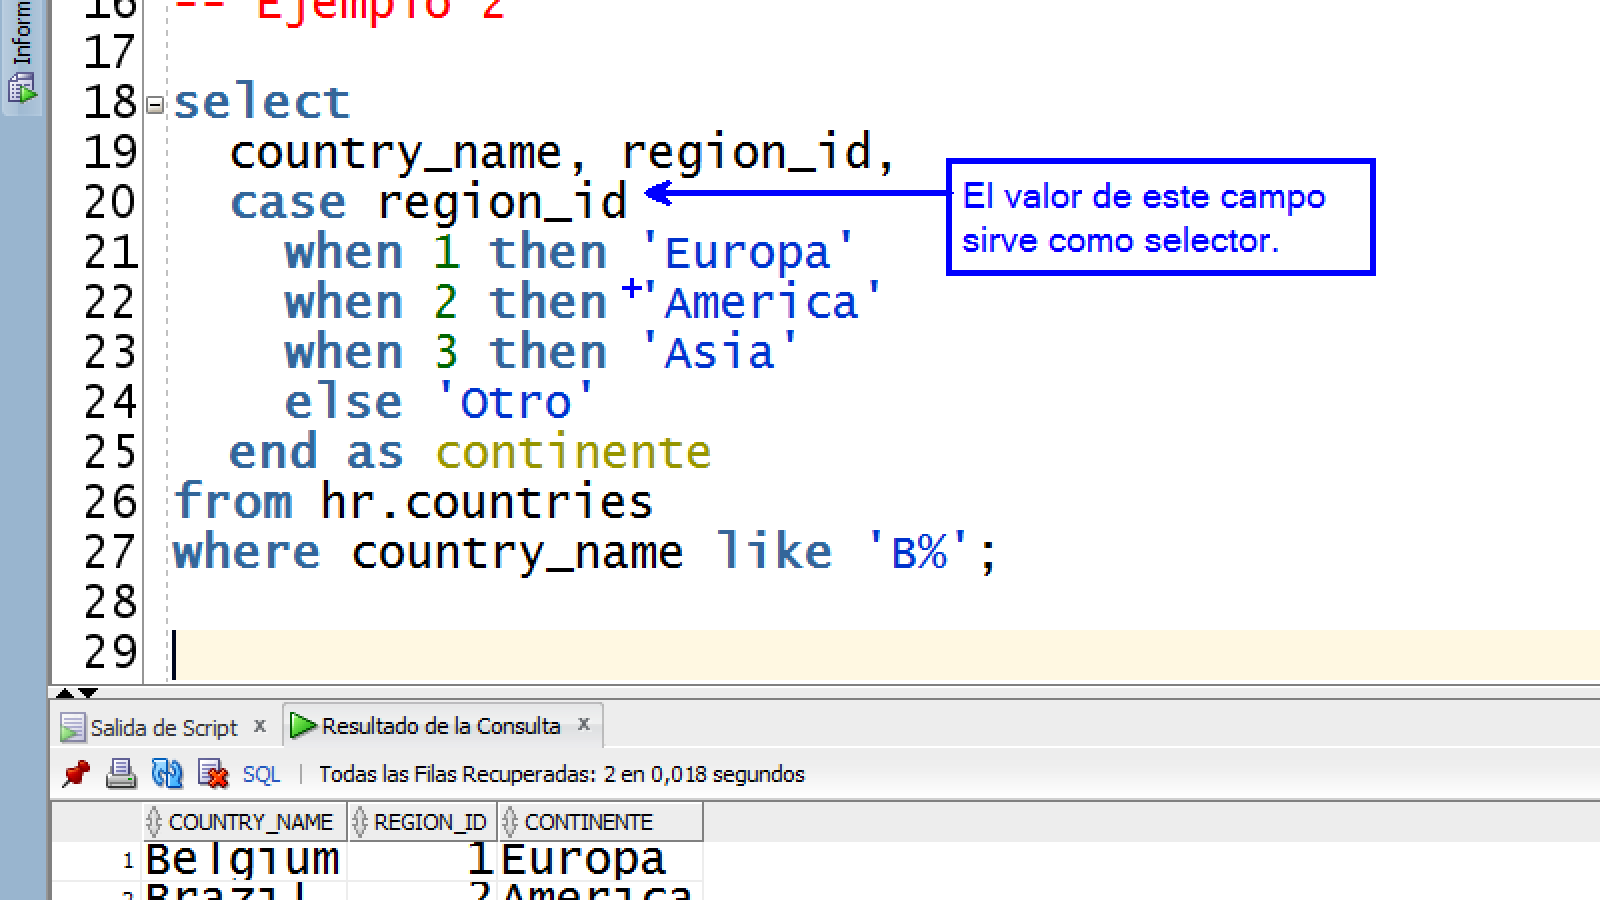 Inform
16 -- Ejemplo 2
17
18 select
19 country_name, region_id,
20 case region_id
El valor de este campo
sirve como selector.
21 when 1 then 'Europa'
22 when 2 then 'America'
23 when 3 then 'Asia'
24 else 'Otro'
25 end as continente
26 from hr.countries
27 where country_name like 'B%';
28
29
Salida de Script x Resultado de la Consulta x
SQL | Todas las Filas Recuperadas: 2 en 0,018 segundos
COUNTRY_NAME REGION_ID CONTINENTE
1 Belgium 1 Europa
2 Brazil 2 America